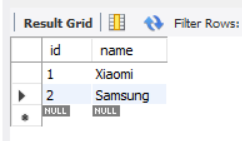 Result Grid Filter Rows:
id name
1 Xiaomi
2 Samsung
NULL NULL